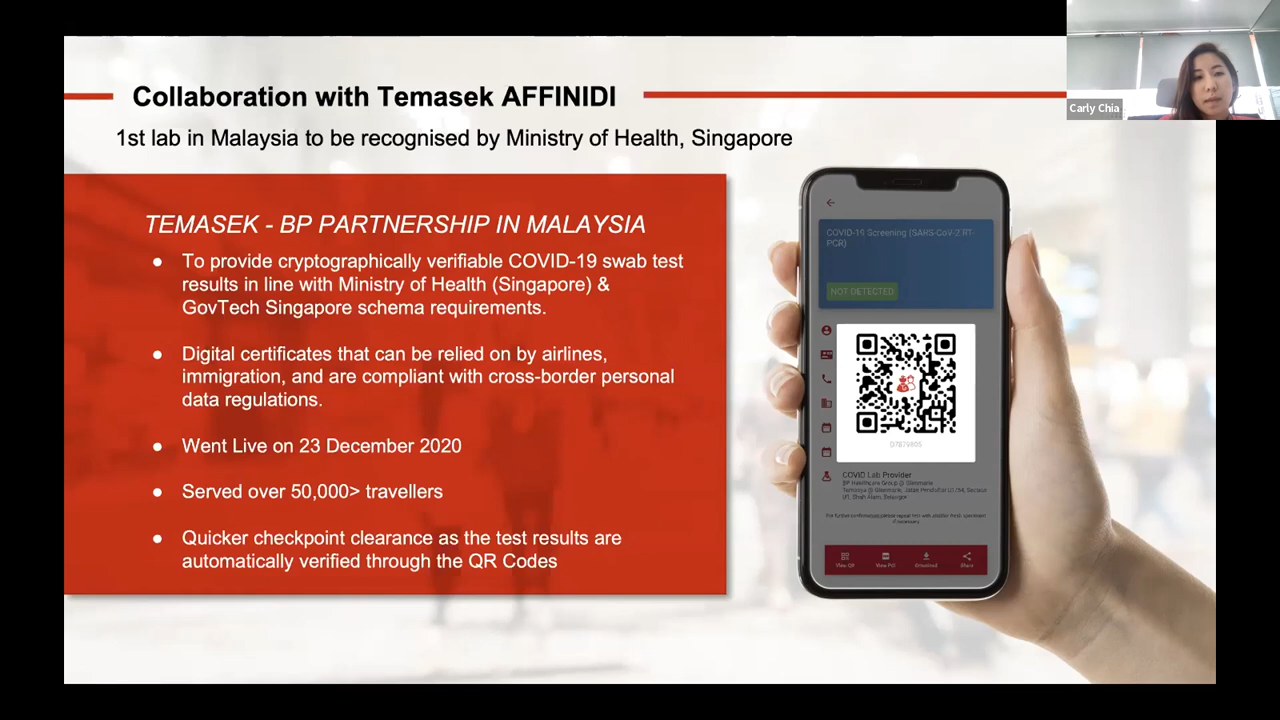 Collaboration with Temasek AFFINIDI
Carly Chia
1st lab in Malaysia to be recognised by Ministry of Health, Singapore
TEMASEK - BP PARTNERSHIP IN MALAYSIA
● To provide cryptographically verifiable COVID-19 swab test
results in line with Ministry of Health (Singapore) &
GovTech Singapore schema requirements.
● Digital certificates that can be relied on by airlines,
immigration, and are compliant with cross-border personal
data regulations.
● Went Live on 23 December 2020
● Served over 50,000> travellers
● Quicker checkpoint clearance as the test results are
automatically verified through the QR Codes
COVID-19 Screening (SARS-CoV-2 RT-
PCR)
NOT DETECTED
COVID Lab Provider
BP Healthcare Group @ Glenmarie
View QR
View Pdf
Download
Share